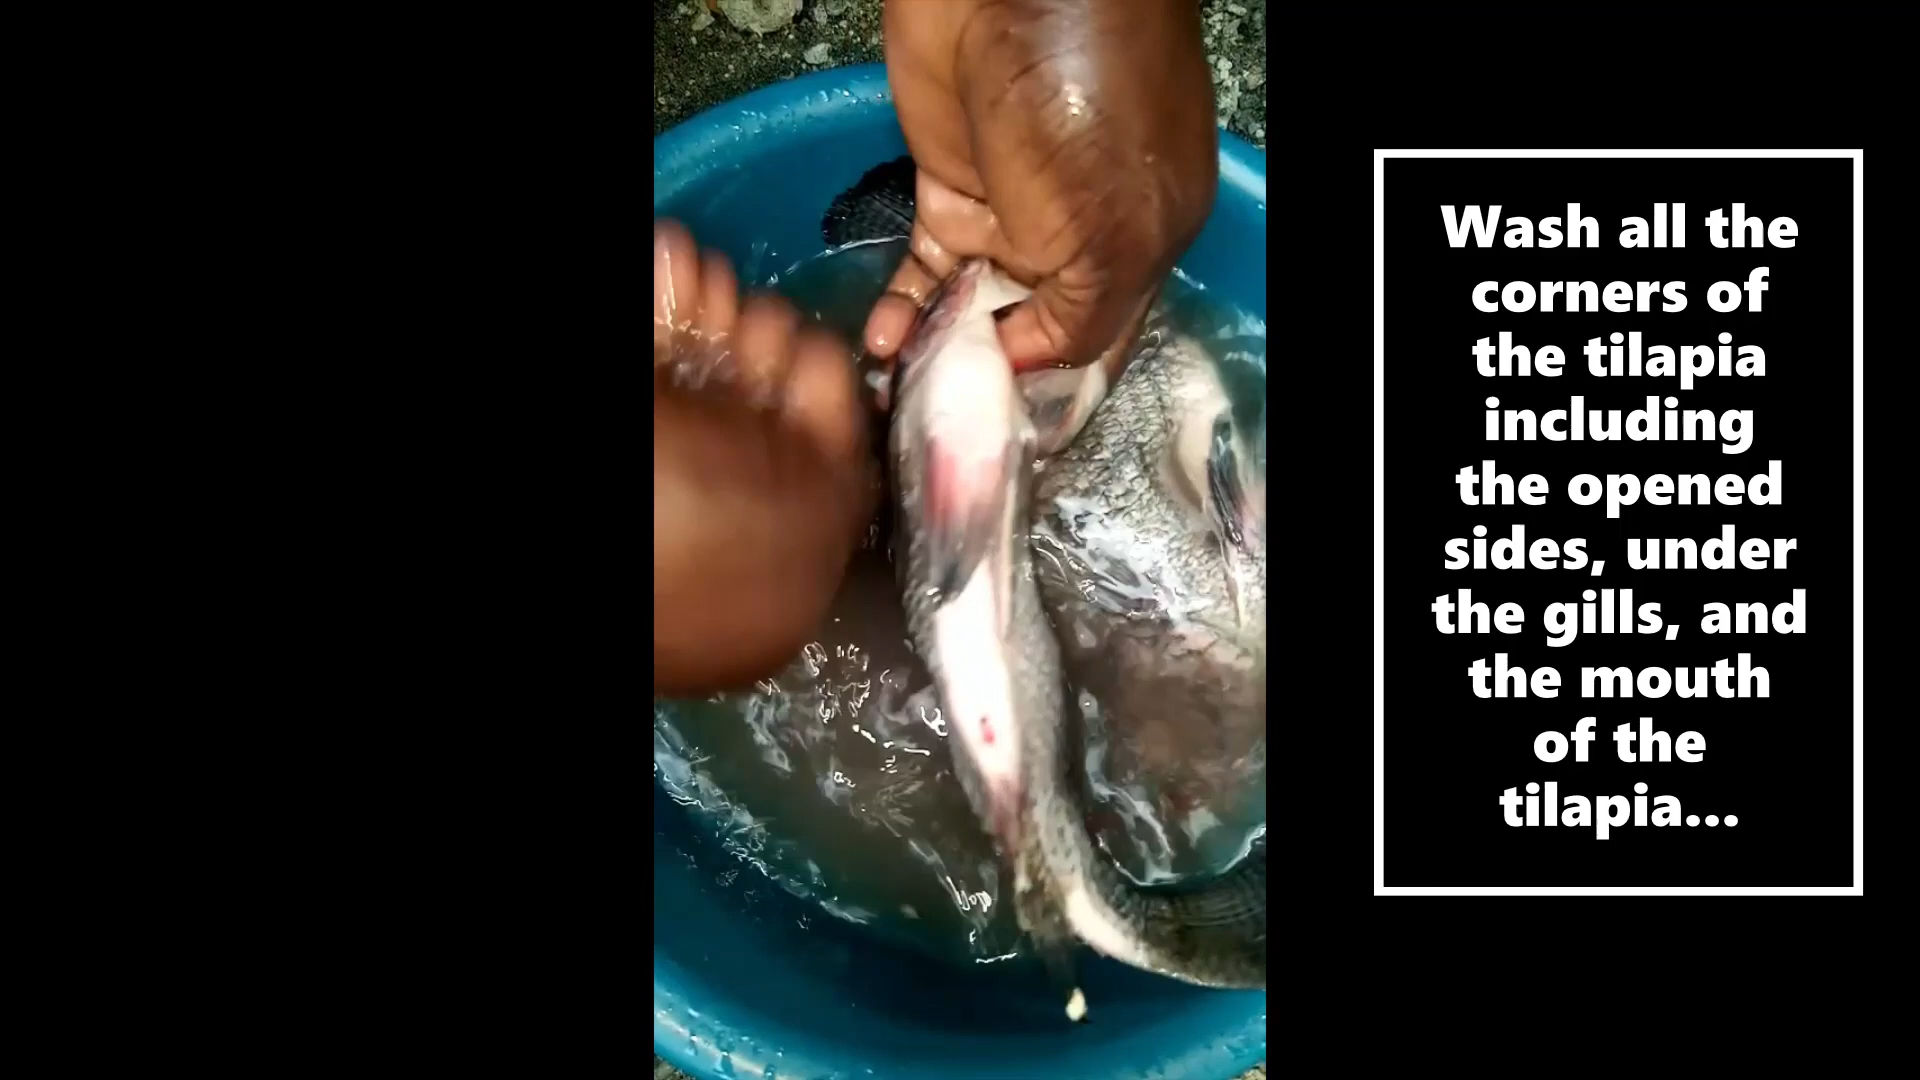 Wash all the
corners of
the tilapia
including
the opened
sides, under
the gills, and
the mouth
of the
tilapia...